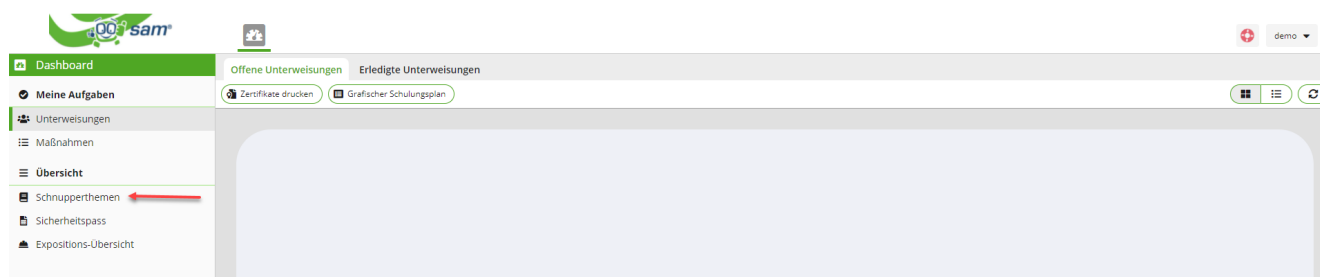 sam®
demo
Dashboard
Offene Unterweisungen Erledigte Unterweisungen
Meine Aufgaben
Zertifikate drucken Grafischer Schulungsplan
Unterweisungen
Maßnahmen
Übersicht
Schnupperthemen
Sicherheitspass
Expositions-Übersicht